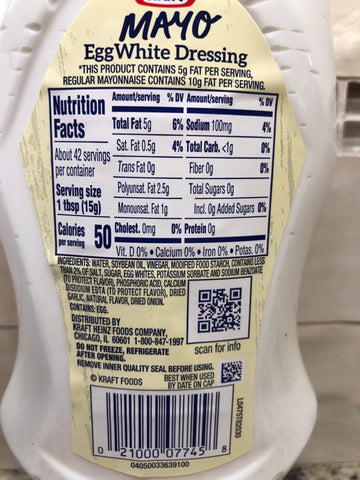 MAYO
Egg White Dressing
*THIS PRODUCT CONTAINS 5g FAT PER SERVING,
REGULAR MAYONNAISE CONTAINS 10g FAT PER SERVING.
Nutrition
Facts
About 42 servings
per container
Serving size
1 tbsp (15g)
Calories 50
per serving
Amount/serving % DV Amount/serving % DV
Total Fat 5g 6% Sodium 100mg 4%
Sat. Fat 0.5g 4% Total Carb. <1g 0%
Trans Fat 0g Fiber 0g 0%
Polyunsat. Fat 2.5g Total Sugars 0g
Monounsat. Fat 1g Incl. 0g Added Sugars 0%
Cholest. 0mg 0% Protein 0g
Vit. D 0% • Calcium 0% • Iron 0% • Potas. 0%
INGREDIENTS: WATER, SOYBEAN OIL, VINEGAR, MODIFIED FOOD STARCH, CONTAINS LESS
THAN 2% OF SALT, SUGAR, EGG WHITES, POTASSIUM SORBATE AND SODIUM BENZOATE
(TO PROTECT FLAVOR), PHOSPHORIC ACID, CALCIUM
DISODIUM EDTA (TO PROTECT FLAVOR), DRIED
GARLIC, NATURAL FLAVOR, DRIED ONION.
CONTAINS: EGG.
DISTRIBUTED BY
KRAFT HEINZ FOODS COMPANY,
CHICAGO, IL 60601 1-800-847-1997
DO NOT FREEZE, REFRIGERATE
AFTER OPENING.
scan for info
REMOVE INNER QUALITY SEAL BEFORE USING.
© KRAFT FOODS
BEST WHEN USED
BY DATE ON CAP
0 21000 07745 8
04050033639100
L0475T82030